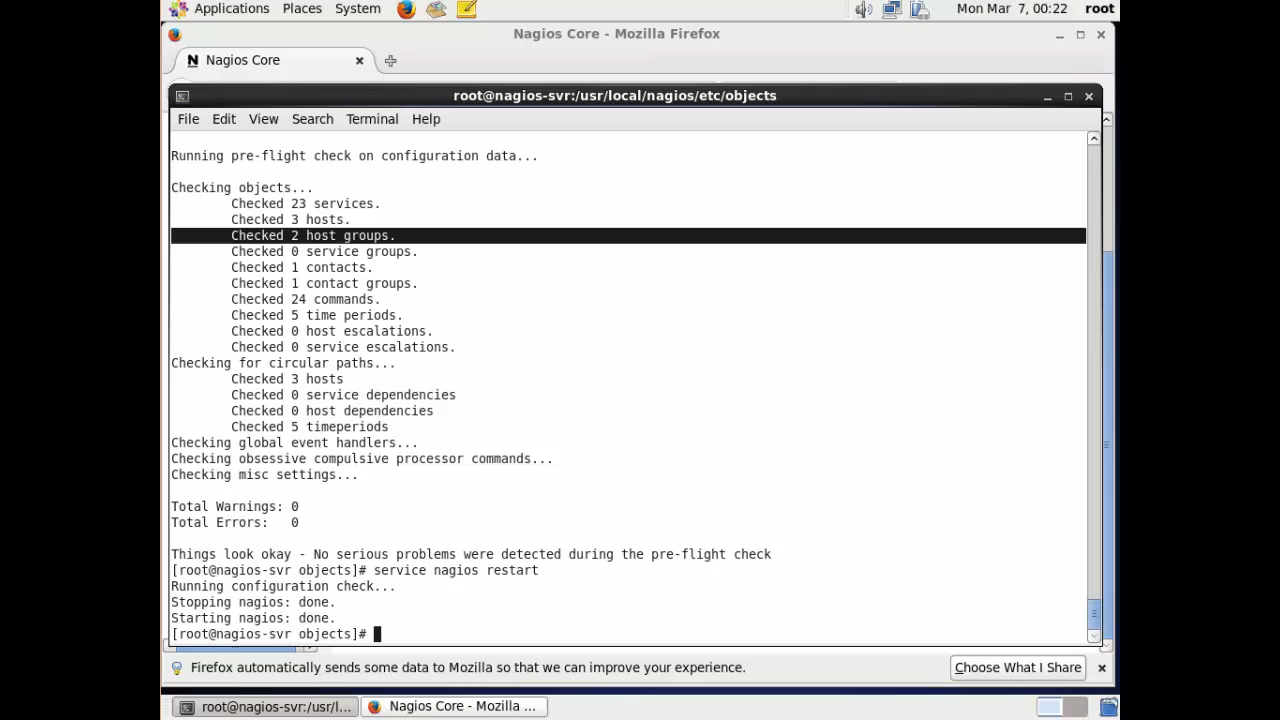 Applications Places System Mon Mar 7, 00:22 root
Nagios Core - Mozilla Firefox
N Nagios Core
root@nagios-svr:/usr/local/nagios/etc/objects
File Edit View Search Terminal Help
Running pre-flight check on configuration data...
Checking objects...
Checked 23 services.
Checked 3 hosts.
Checked 2 host groups.
Checked 0 service groups.
Checked 1 contacts.
Checked 1 contact groups.
Checked 24 commands.
Checked 5 time periods.
Checked 0 host escalations.
Checked 0 service escalations.
Checking for circular paths...
Checked 3 hosts
Checked 0 service dependencies
Checked 0 host dependencies
Checked 5 timeperiods
Checking global event handlers...
Checking obsessive compulsive processor commands...
Checking misc settings...
Total Warnings: 0
Total Errors:   0
Things look okay - No serious problems were detected during the pre-flight check
[root@nagios-svr objects]# service nagios restart
Running configuration check...
Stopping nagios: done.
Starting nagios: done.
[root@nagios-svr objects]#
Firefox automatically sends some data to Mozilla so that we can improve your experience. Choose What I Share
root@nagios-svr:/usr/l... Nagios Core - Mozilla ...